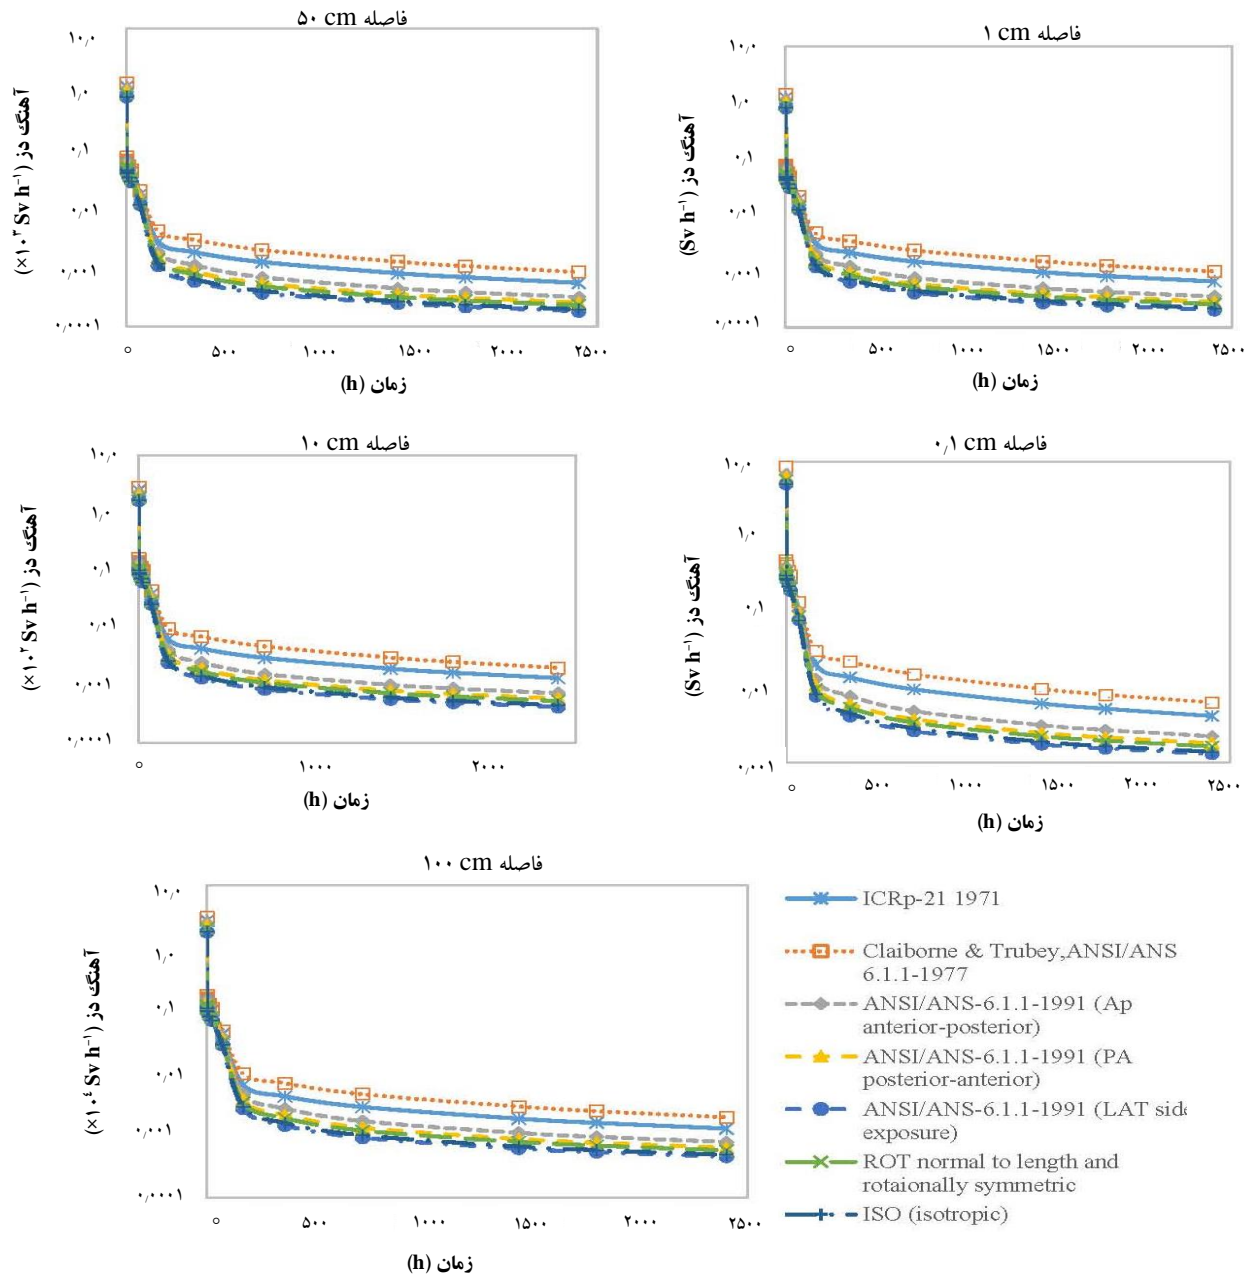 فاصله ۵۰ cm
۱۰٫۰
۱٫۰
۰٫۱
۰٫۰۱
۰٫۰۰۱
۰٫۰۰۰۱
آهنگ دز (×۱۰^۳ Sv h⁻¹)
۰ ۵۰۰ ۱۰۰۰ ۱۵۰۰ ۲۰۰۰ ۲۵۰۰
زمان (h)
فاصله ۱ cm
۱۰٫۰
۱٫۰
۰٫۱
۰٫۰۱
۰٫۰۰۱
۰٫۰۰۰۱
آهنگ دز (Sv h⁻¹)
۰ ۵۰۰ ۱۰۰۰ ۱۵۰۰ ۲۰۰۰ ۲۵۰۰
زمان (h)
فاصله ۱۰ cm
۱۰٫۰
۱٫۰
۰٫۱
۰٫۰۱
۰٫۰۰۱
۰٫۰۰۰۱
آهنگ دز (×۱۰^۲ Sv h⁻¹)
۰ ۱۰۰۰ ۲۰۰۰
زمان (h)
فاصله ۰٫۱ cm
۱۰٫۰
۱٫۰
۰٫۱
۰٫۰۱
۰٫۰۰۱
آهنگ دز (Sv h⁻¹)
۰ ۵۰۰ ۱۰۰۰ ۱۵۰۰ ۲۰۰۰ ۲۵۰۰
زمان (h)
فاصله ۱۰۰ cm
۱۰٫۰
۱٫۰
۰٫۱
۰٫۰۱
۰٫۰۰۱
۰٫۰۰۰۱
آهنگ دز (×۱۰^٤ Sv h⁻¹)
۰ ۵۰۰ ۱۰۰۰ ۱۵۰۰ ۲۰۰۰ ۲۵۰۰
زمان (h)
ICRp-21 1971
Claiborne & Trubey,ANSI/ANS
6.1.1-1977
ANSI/ANS-6.1.1-1991 (Ap
anterior-posterior)
ANSI/ANS-6.1.1-1991 (PA
posterior-anterior)
ANSI/ANS-6.1.1-1991 (LAT side
exposure)
ROT normal to length and
rotaionally symmetric
ISO (isotropic)